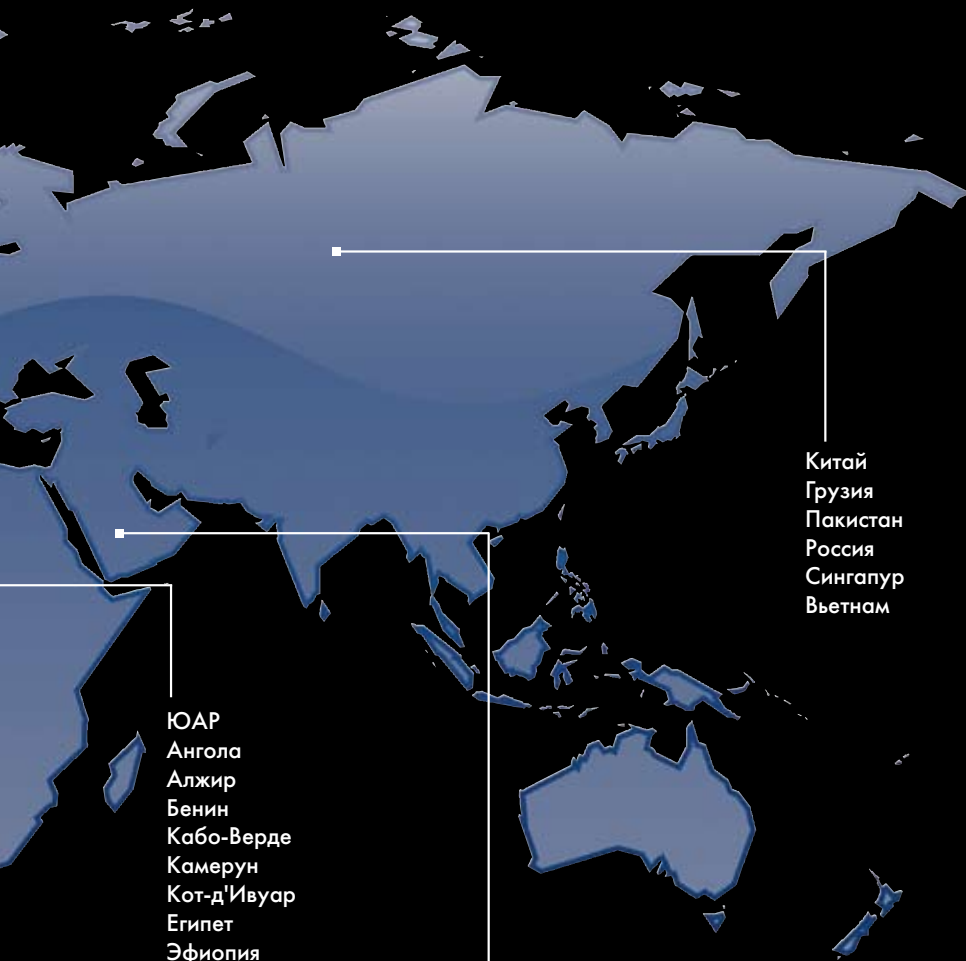 Китай
Грузия
Пакистан
Россия
Сингапур
Вьетнам
ЮАР
Ангола
Алжир
Бенин
Кабо-Верде
Камерун
Кот-д'Ивуар
Египет
Эфиопия